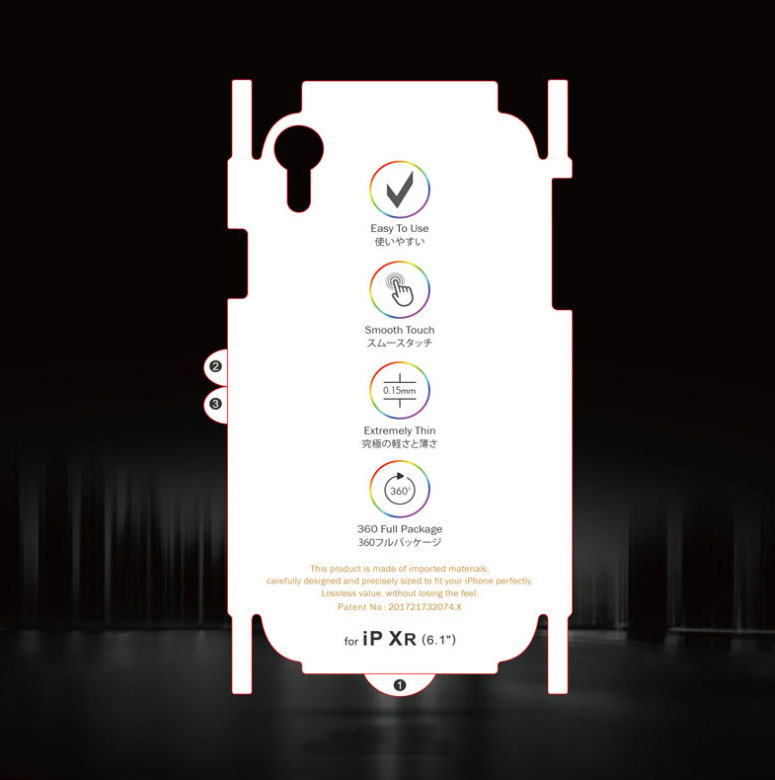 Easy To Use
使いやすい
Smooth Touch
スムースタッチ
0.15mm
Extremely Thin
究極の軽さと薄さ
360°
360 Full Package
360フルパッケージ
2
3
This product is made of imported materials,
carefully designed and precisely sized to fit your iPhone perfectly.
Lossless value, without losing the feel.
Patent No: 201721732074.X
for iP XR (6.1")
1